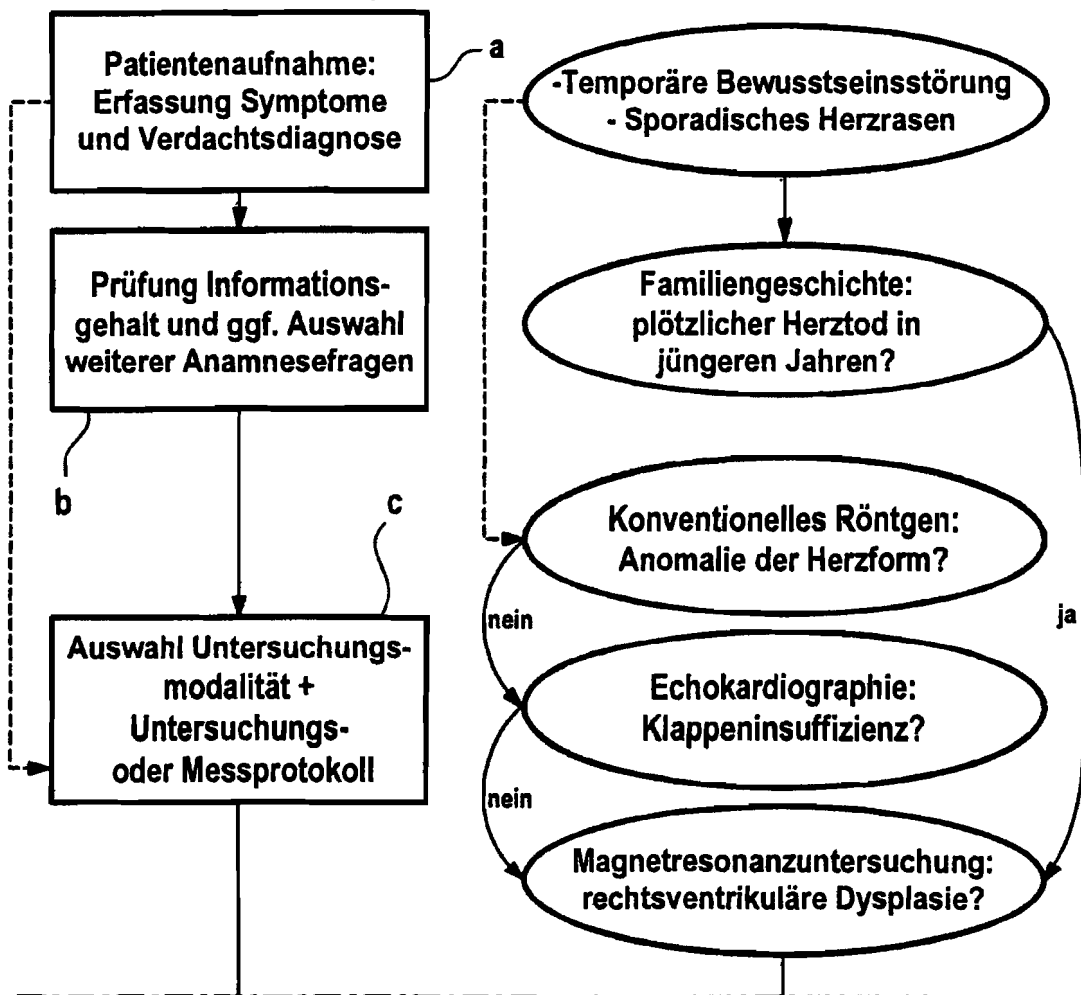 Patientenaufnahme:
Erfassung Symptome
und Verdachtsdiagnose
a
Prüfung Informations-
gehalt und ggf. Auswahl
weiterer Anamnesefragen
b
c
Auswahl Untersuchungs-
modalität +
Untersuchungs-
oder Messprotokoll
-Temporäre Bewusstseinsstörung
- Sporadisches Herzrasen
Familiengeschichte:
plötzlicher Herztod in
jüngeren Jahren?
Konventionelles Röntgen:
Anomalie der Herzform?
nein
ja
Echokardiographie:
Klappeninsuffizienz?
nein
Magnetresonanzuntersuchung:
rechtsventrikuläre Dysplasie?